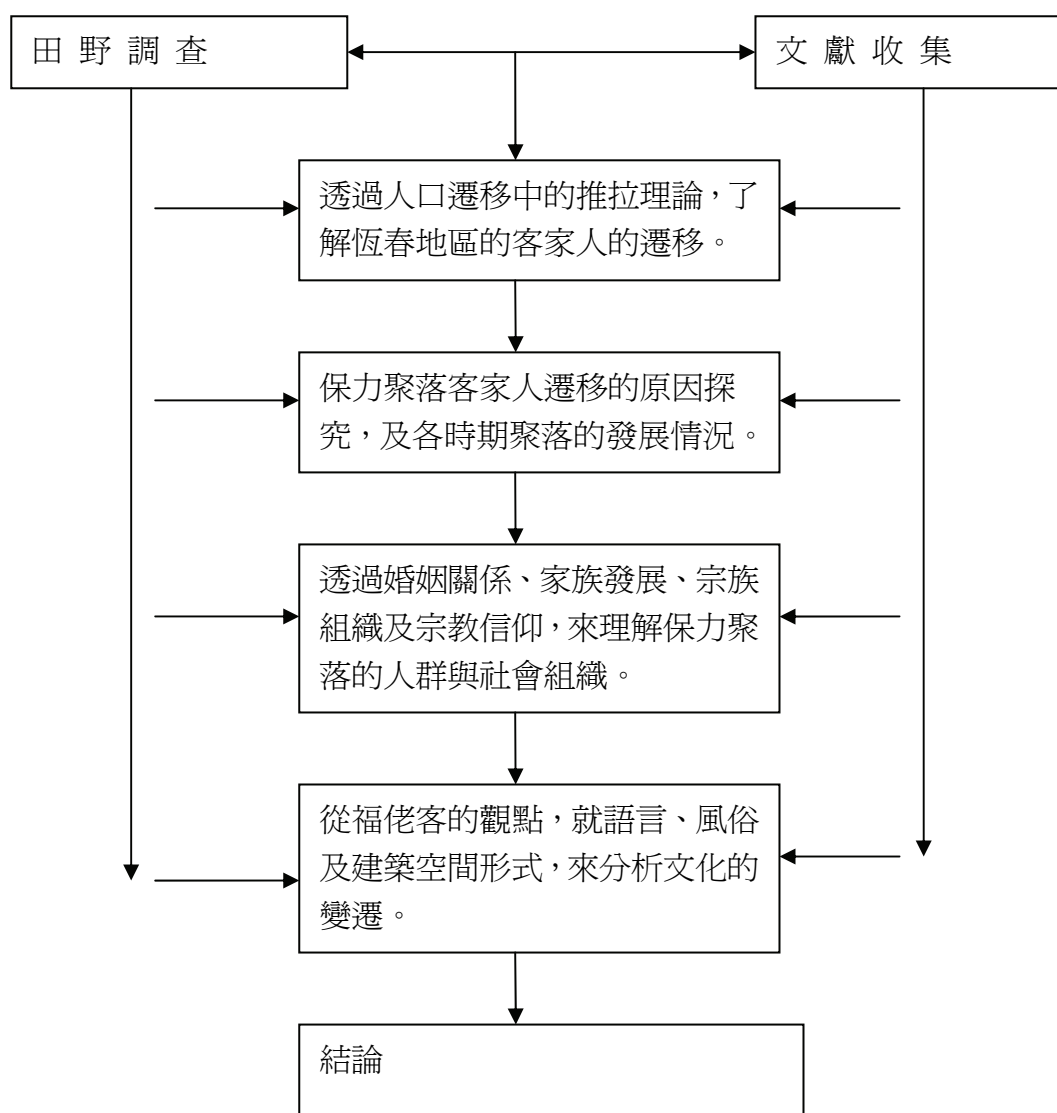 田野調查
文獻收集
透過人口遷移中的推拉理論，了
解恆春地區的客家人的遷移。
保力聚落客家人遷移的原因探
究，及各時期聚落的發展情況。
透過婚姻關係、家族發展、宗族
組織及宗教信仰，來理解保力聚
落的人群與社會組織。
從福佬客的觀點，就語言、風俗
及建築空間形式，來分析文化的
變遷。
結論